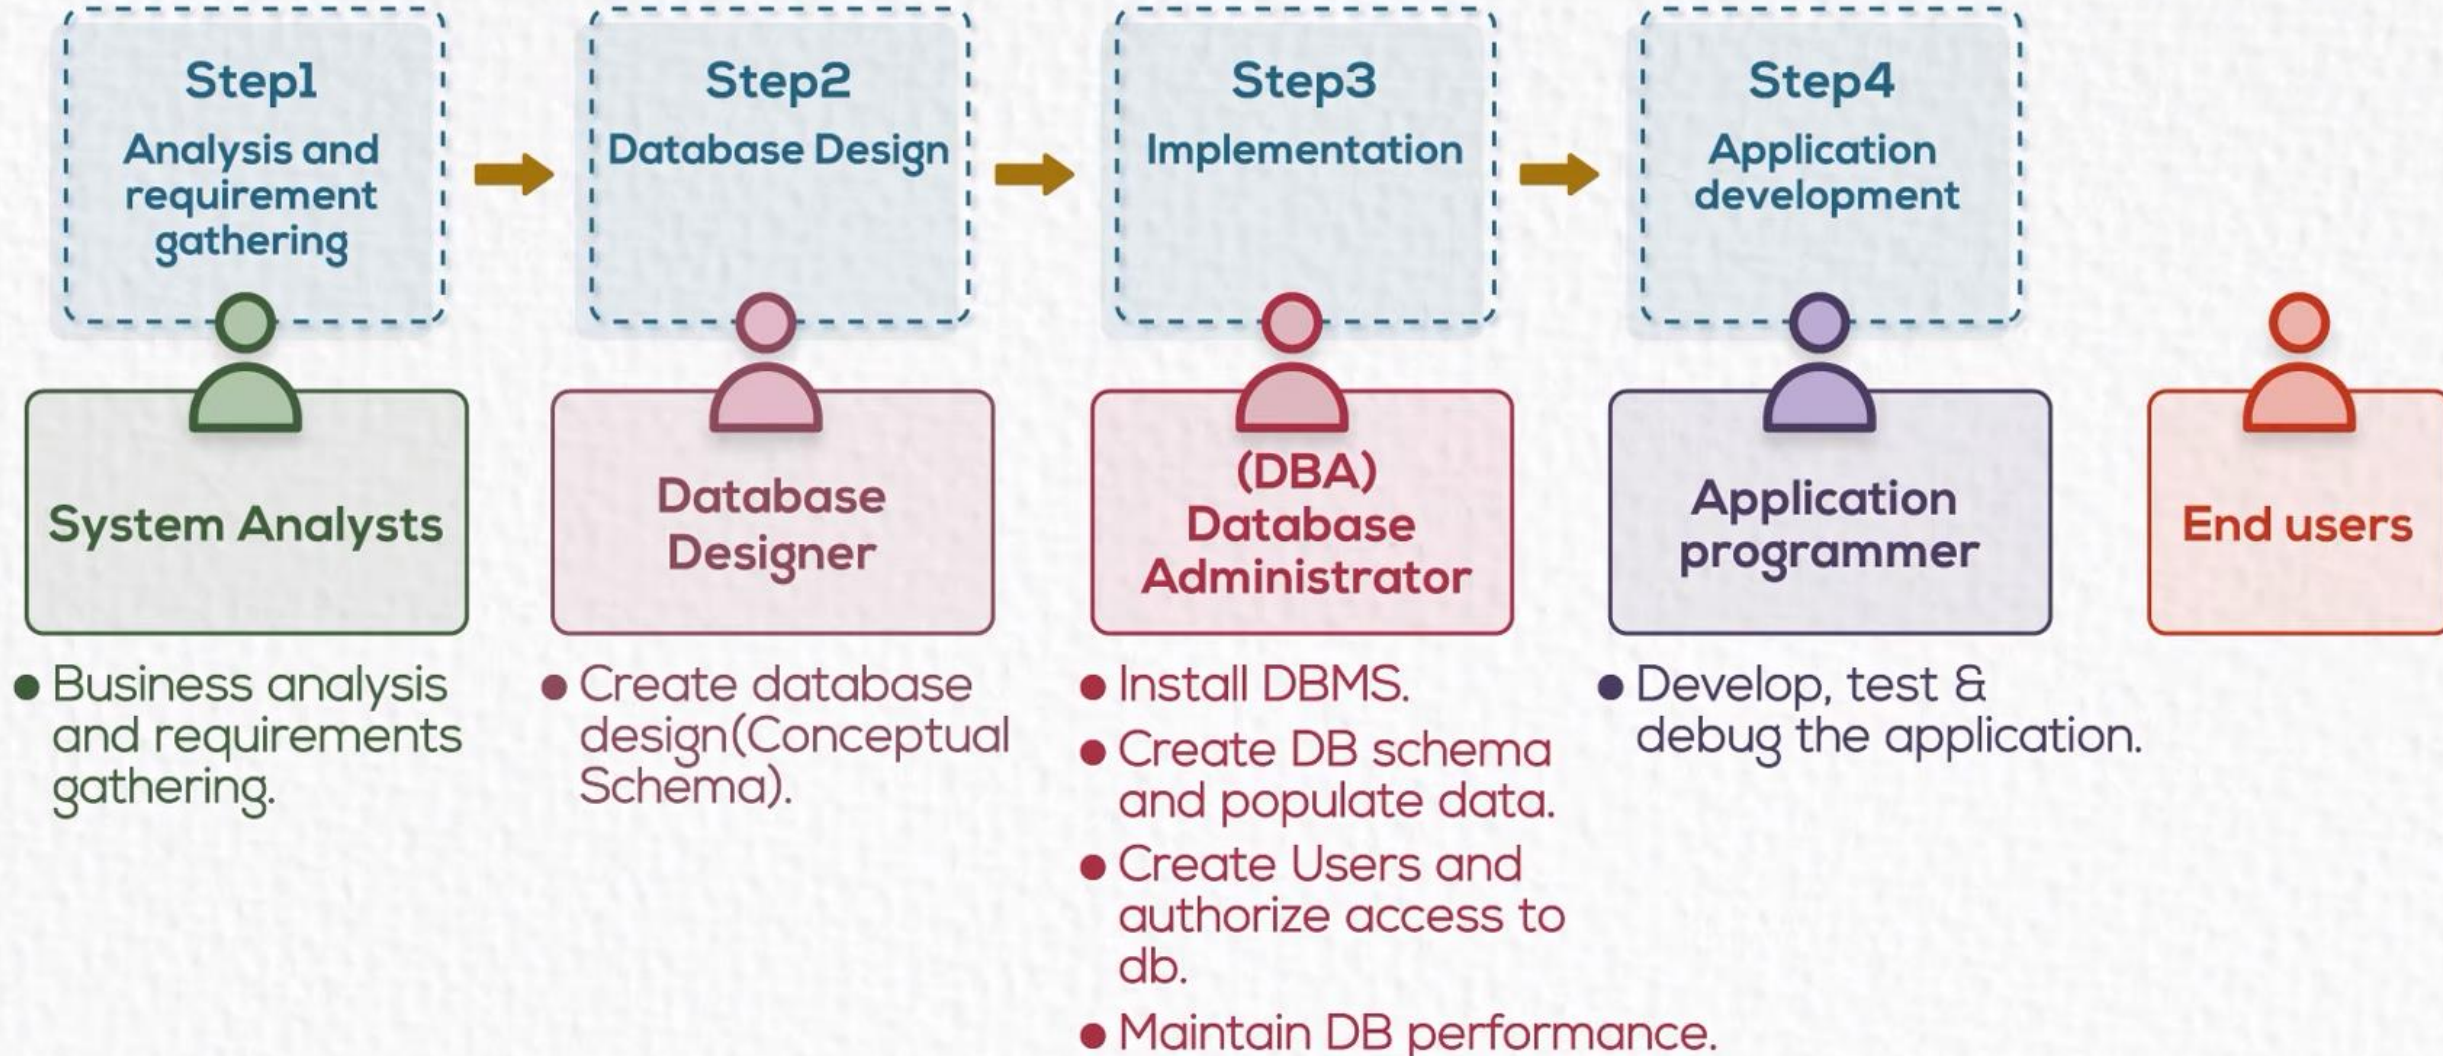 Step1
Analysis and
requirement
gathering
Step2
Database Design
Step3
Implementation
Step4
Application
development
System Analysts
Database
Designer
(DBA)
Database
Administrator
Application
programmer
End users
● Business analysis
and requirements
gathering.
● Create database
design(Conceptual
Schema).
● Install DBMS.
● Create DB schema
and populate data.
● Create Users and
authorize access to
db.
● Maintain DB performance.
● Develop, test &
debug the application.